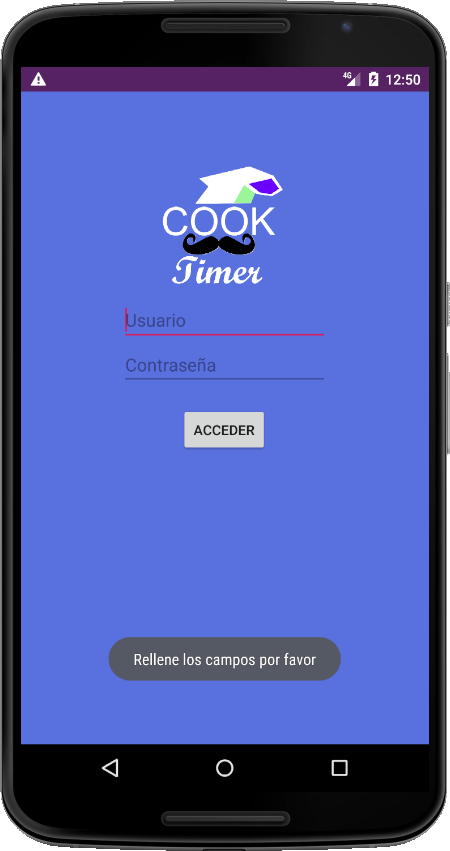 4G 12:50
COOK
Timer
Usuario
Contraseña
ACCEDER
Rellene los campos por favor